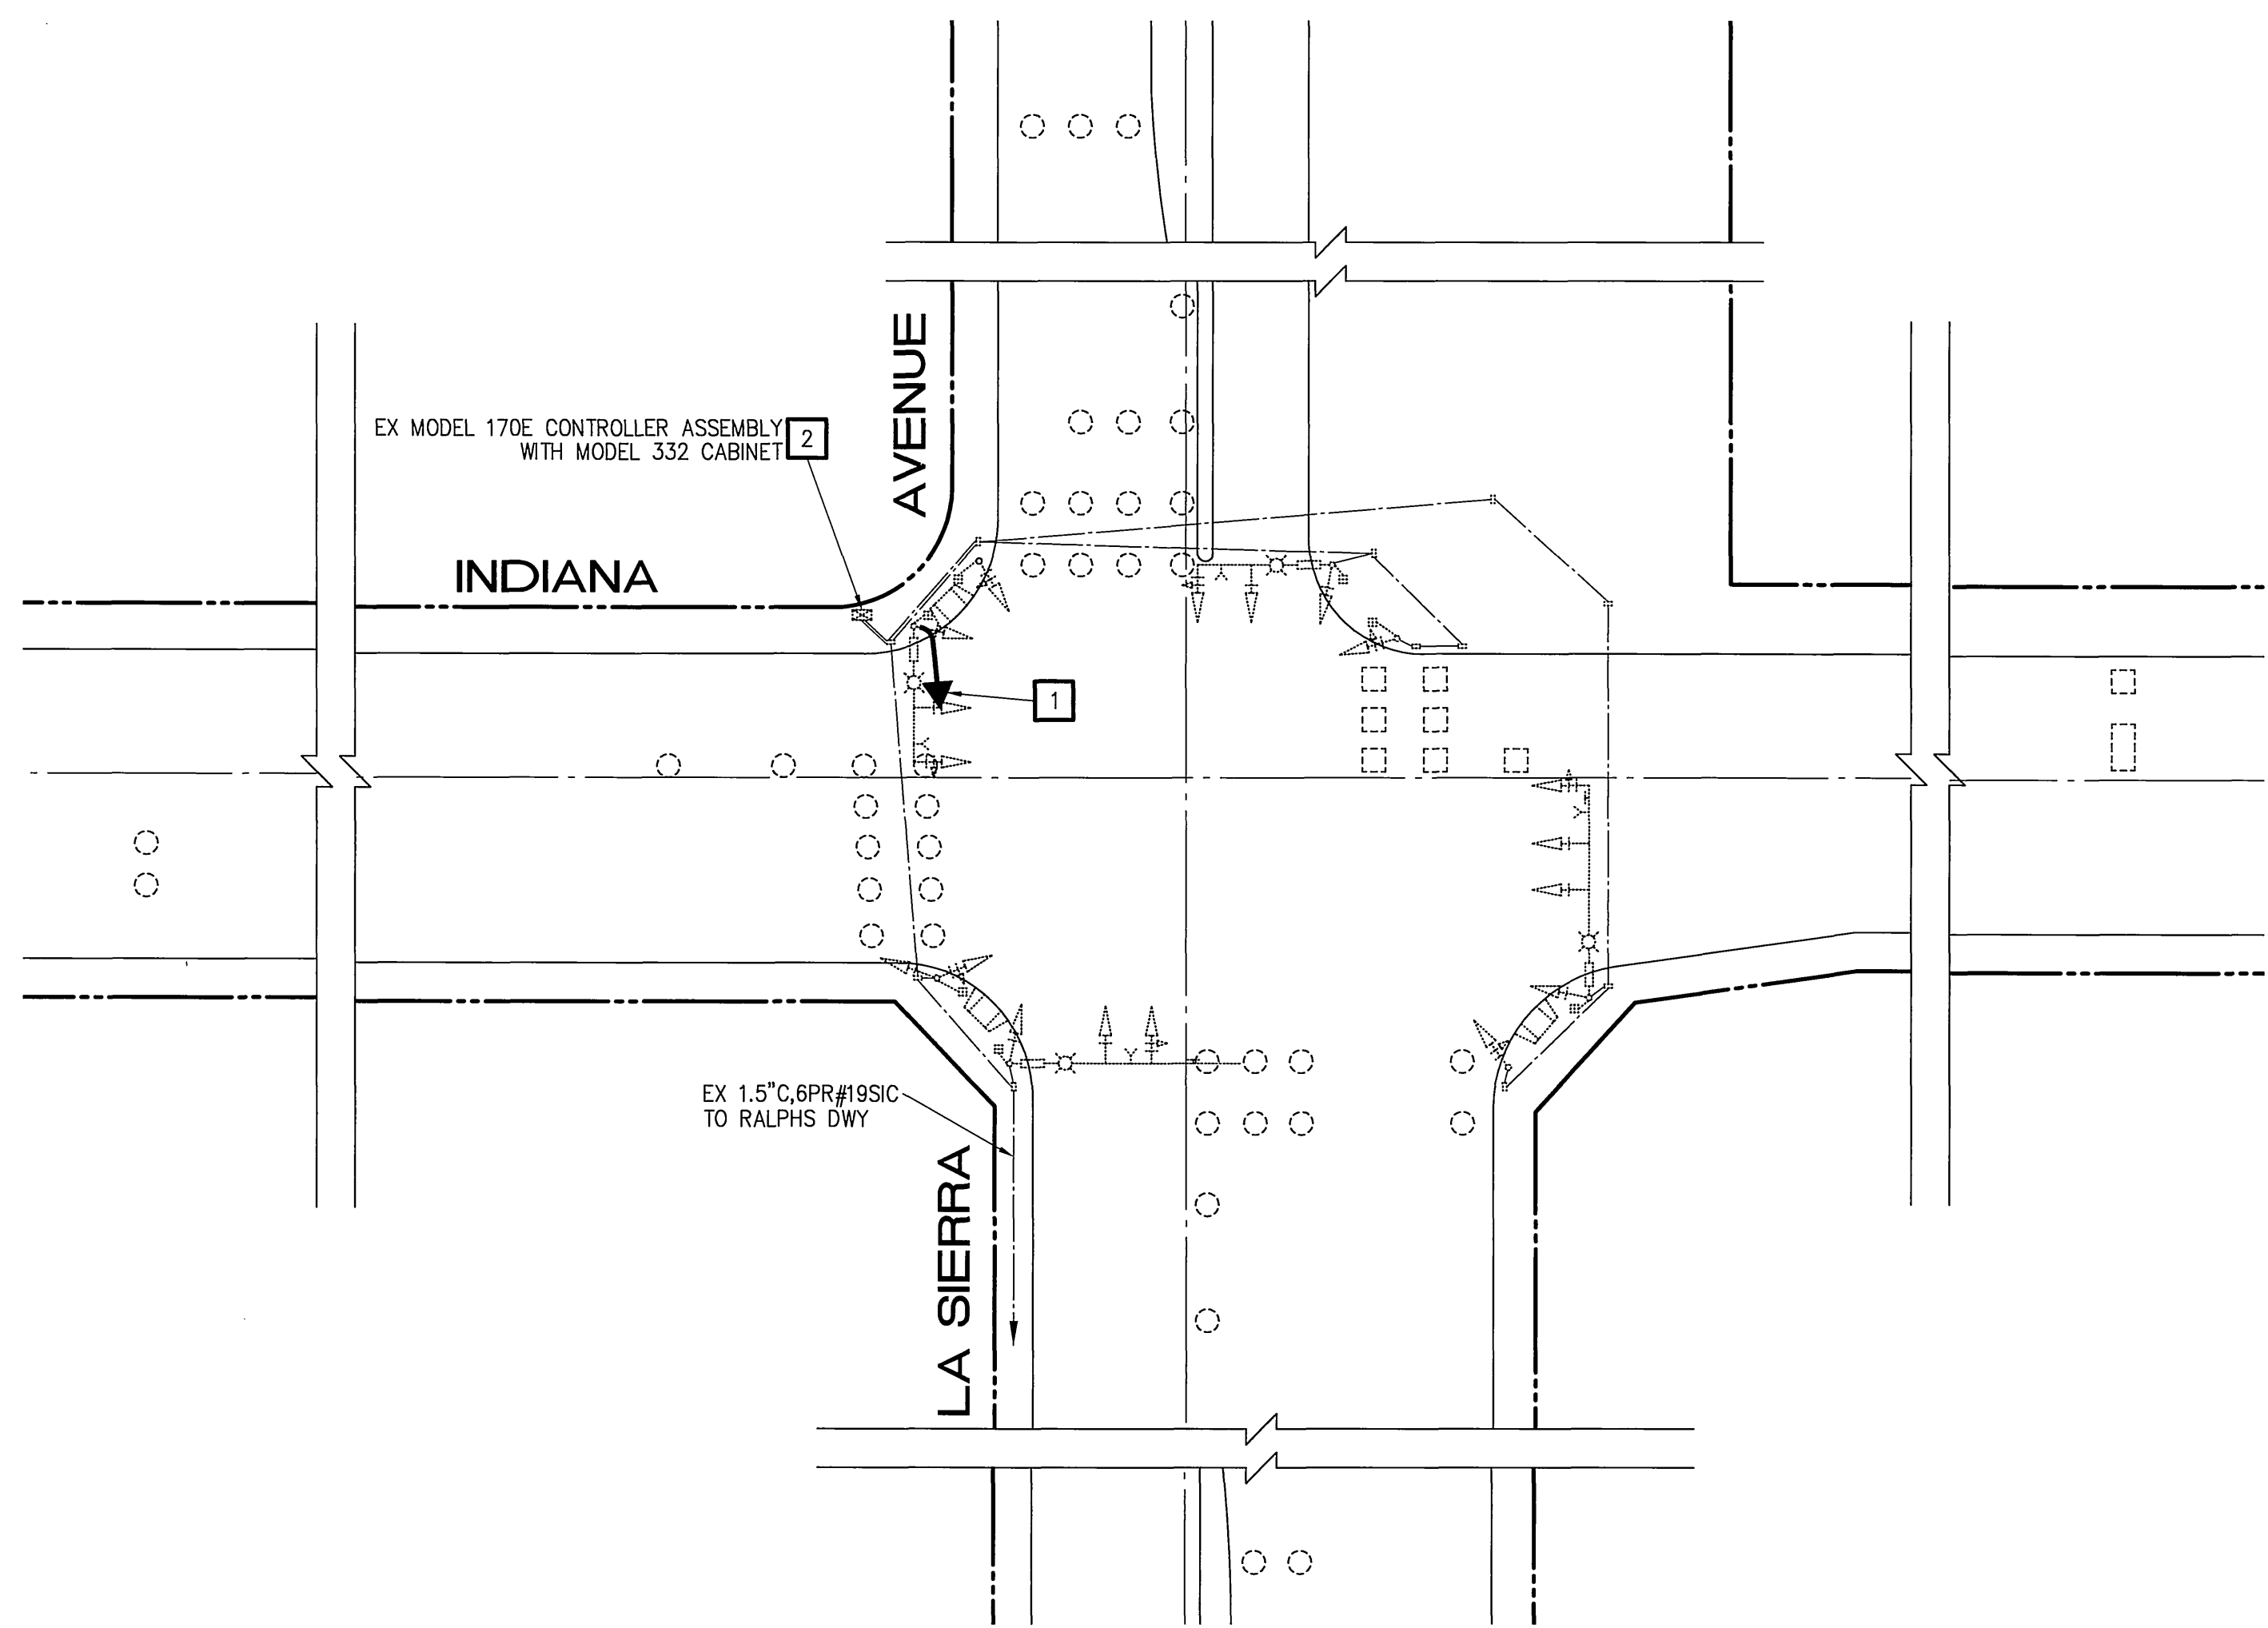 AVENUE
EX MODEL 170E CONTROLLER ASSEMBLY 2
WITH MODEL 332 CABINET
INDIANA
1
EX 1.5"C,6PR#19SIC
TO RALPHS DWY
LA SIERRA